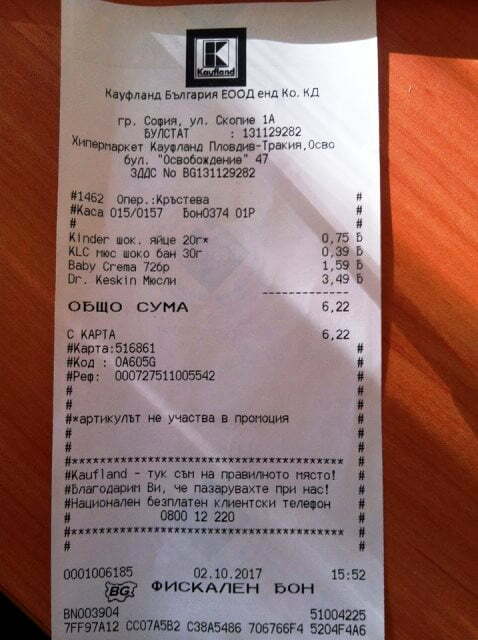 K
Kaufland
Кауфланд България ЕООД енд Ко. КД
гр. София, ул. Скопие 1А
БУЛСТАТ : 131129282
Хипермаркет Кауфланд Пловдив-Тракия,Осво
бул. "Освобождение" 47
ЗДДС No BG131129282
#1462 Опер.:Кръстева #
#Каса 015/0157 Бон0374 01P #
# #
Kinder шок. яйце 20г* 0,75 Б
KLC мюс шоко бан 30г 0,39 Б
Baby Crema 72бр 1,59 Б
Dr. Keskin Мюсли 3,49 Б
------------
ОБЩО СУМА 6,22
С КАРТА 6,22
#Карта:516861 #
#Код : 0A605G #
#Реф: 000727511005542 #
# #
# #
#*артикулът не участва в промоция #
# #
# #
#************************************#
#Kaufland - тук съм на правилното място!
#Благодарим Ви, че пазарувахте при нас!
#Национален безплатен клиентски телефон
# 0800 12 220 #
#************************************#
# #
0001006185 02.10.2017 15:52
BG ФИСКАЛЕН БОН
BN003904 51004225
7FF97A12 CC07A5B2 C38A5486 706766F4 5204F4A6